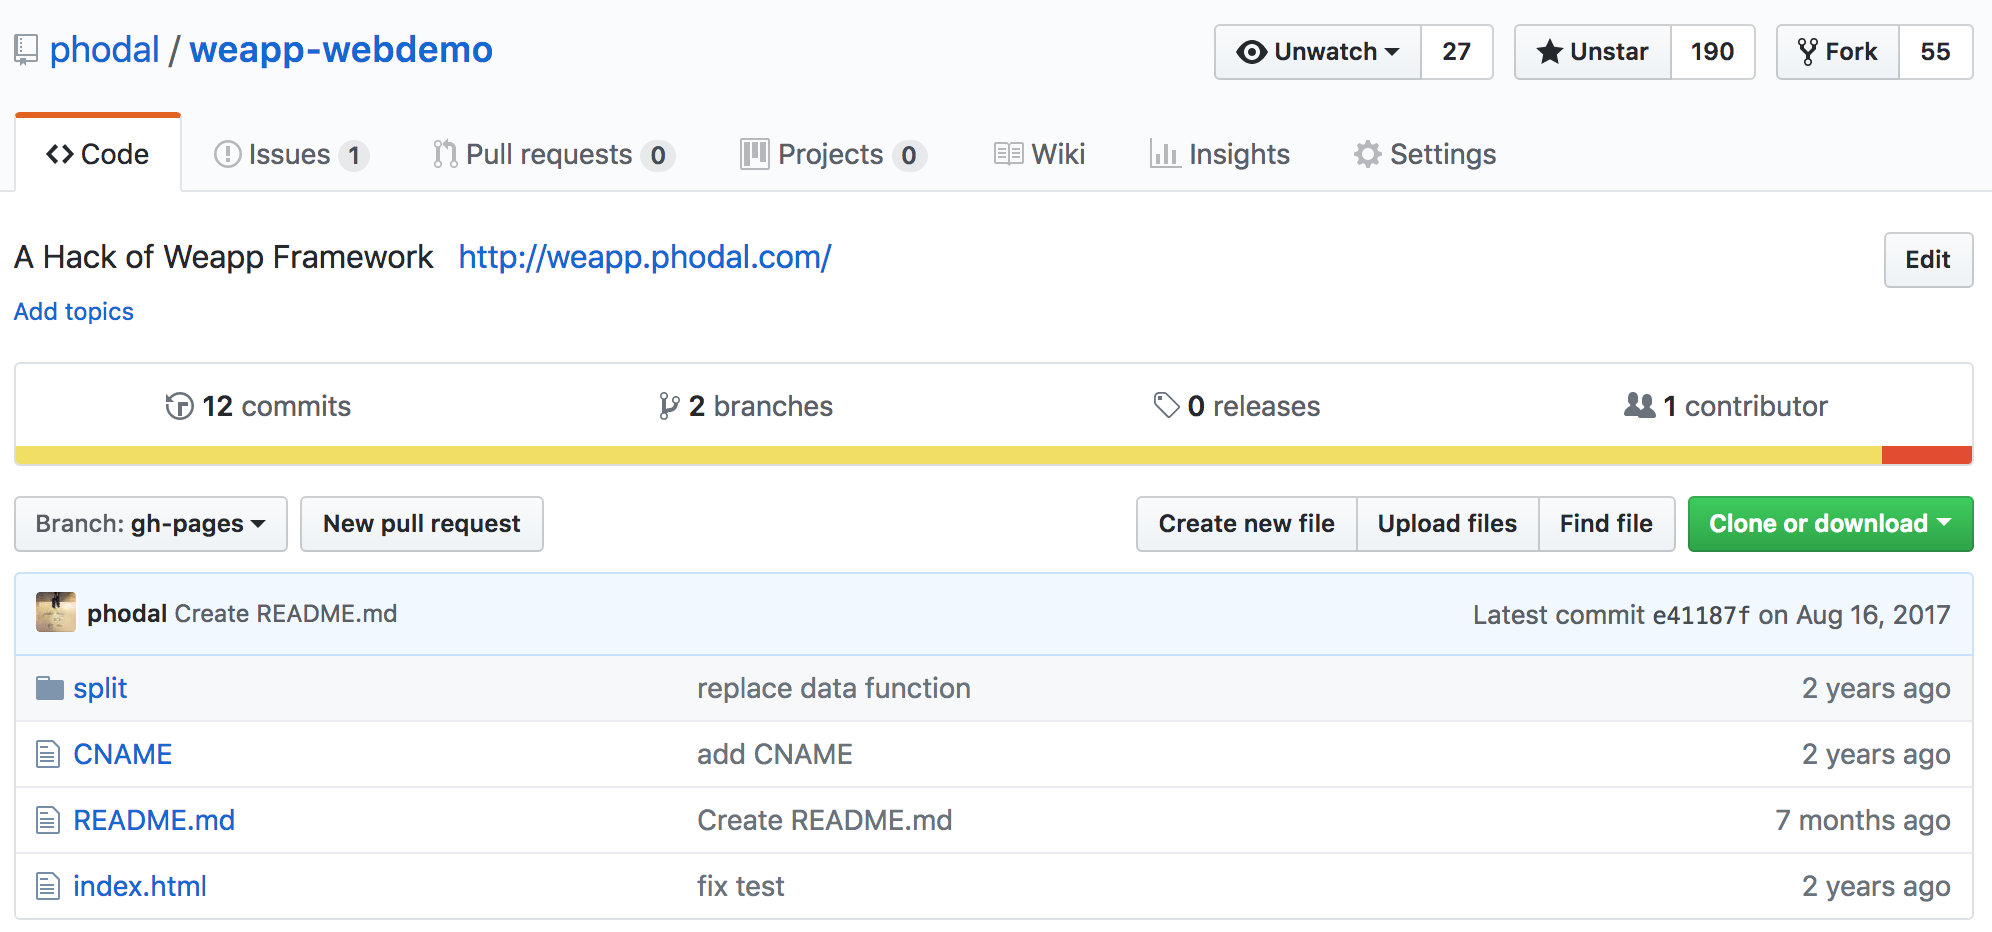 phodal / weapp-webdemo Unwatch 27 Unstar 190 Fork 55
Code Issues 1 Pull requests 0 Projects 0 Wiki Insights Settings
A Hack of Weapp Framework http://weapp.phodal.com/ Edit
Add topics
12 commits 2 branches 0 releases 1 contributor
Branch: gh-pages New pull request Create new file Upload files Find file Clone or download
phodal Create README.md Latest commit e41187f on Aug 16, 2017
split replace data function 2 years ago
CNAME add CNAME 2 years ago
README.md Create README.md 7 months ago
index.html fix test 2 years ago